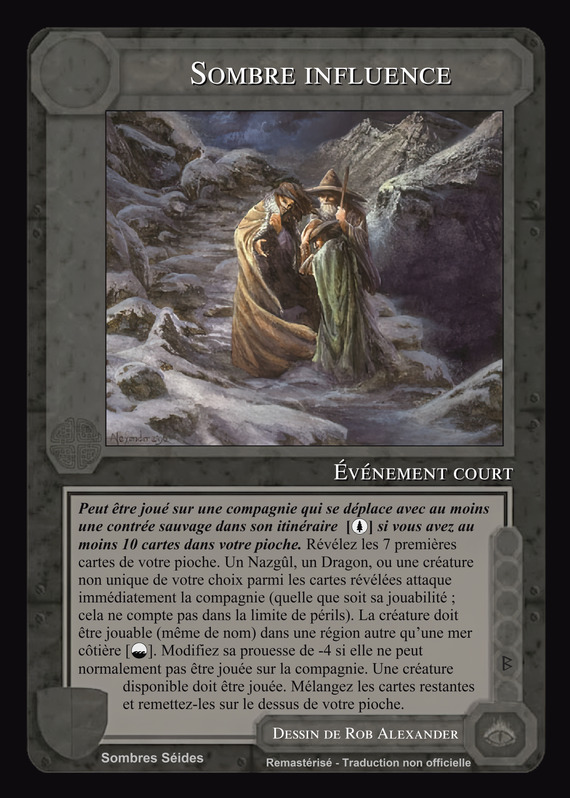 Sombre influence
Alexander 296
Événement court
Peut être joué sur une compagnie qui se déplace avec au moins
une contrée sauvage dans son itinéraire [ ] si vous avez au
moins 10 cartes dans votre pioche. Révélez les 7 premières
cartes de votre pioche. Un Nazgûl, un Dragon, ou une créature
non unique de votre choix parmi les cartes révélées attaque
immédiatement la compagnie (quelle que soit sa jouabilité ;
cela ne compte pas dans la limite de périls). La créature doit
être jouable (même de nom) dans une région autre qu'une mer
côtière [ ]. Modifiez sa prouesse de -4 si elle ne peut
normalement pas être jouée sur la compagnie. Une créature
disponible doit être jouée. Mélangez les cartes restantes
et remettez-les sur le dessus de votre pioche.
Dessin de Rob Alexander
Sombres Séides
Remastérisé - Traduction non officielle